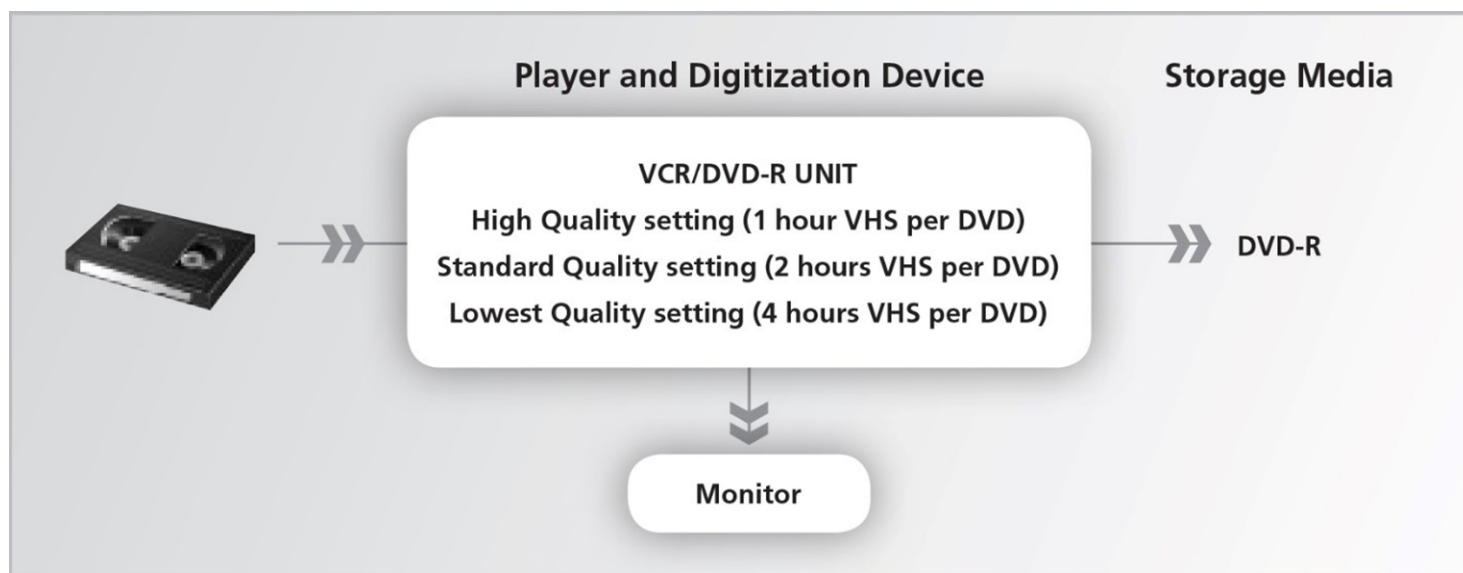 Player and Digitization Device
Storage Media
VCR/DVD-R UNIT
High Quality setting (1 hour VHS per DVD)
Standard Quality setting (2 hours VHS per DVD)
Lowest Quality setting (4 hours VHS per DVD)
DVD-R
Monitor